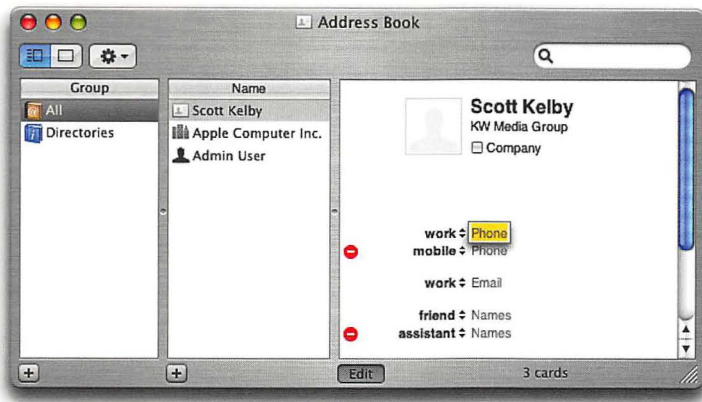 Address Book
Group
Name
All
Directories
Scott Kelby
Apple Computer Inc.
Admin User
Scott Kelby
KW Media Group
Company
work Phone
mobile Phone
work Email
friend Names
assistant Names
Edit
3 cards